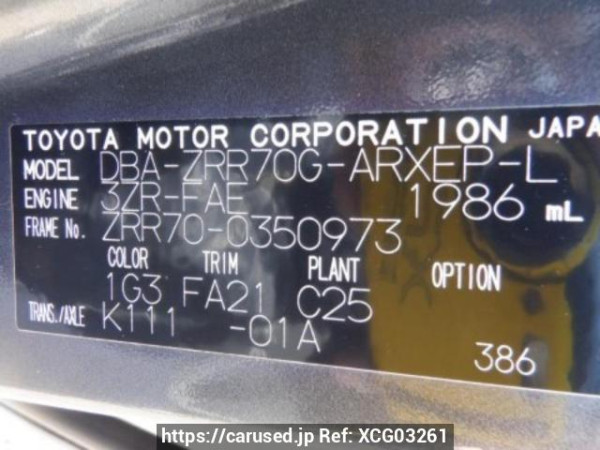 TOYOTA MOTOR CORPORATION JAPA
MODEL DBA-ZRR70G-ARXEP-L
ENGINE 3ZR-FAE 1986 mL
FRAME No. ZRR70-0350973
COLOR TRIM PLANT OPTION
1G3 FA21 C25
TRANS./AXLE K111 -01A
386
https://carused.jp Ref: XCG03261